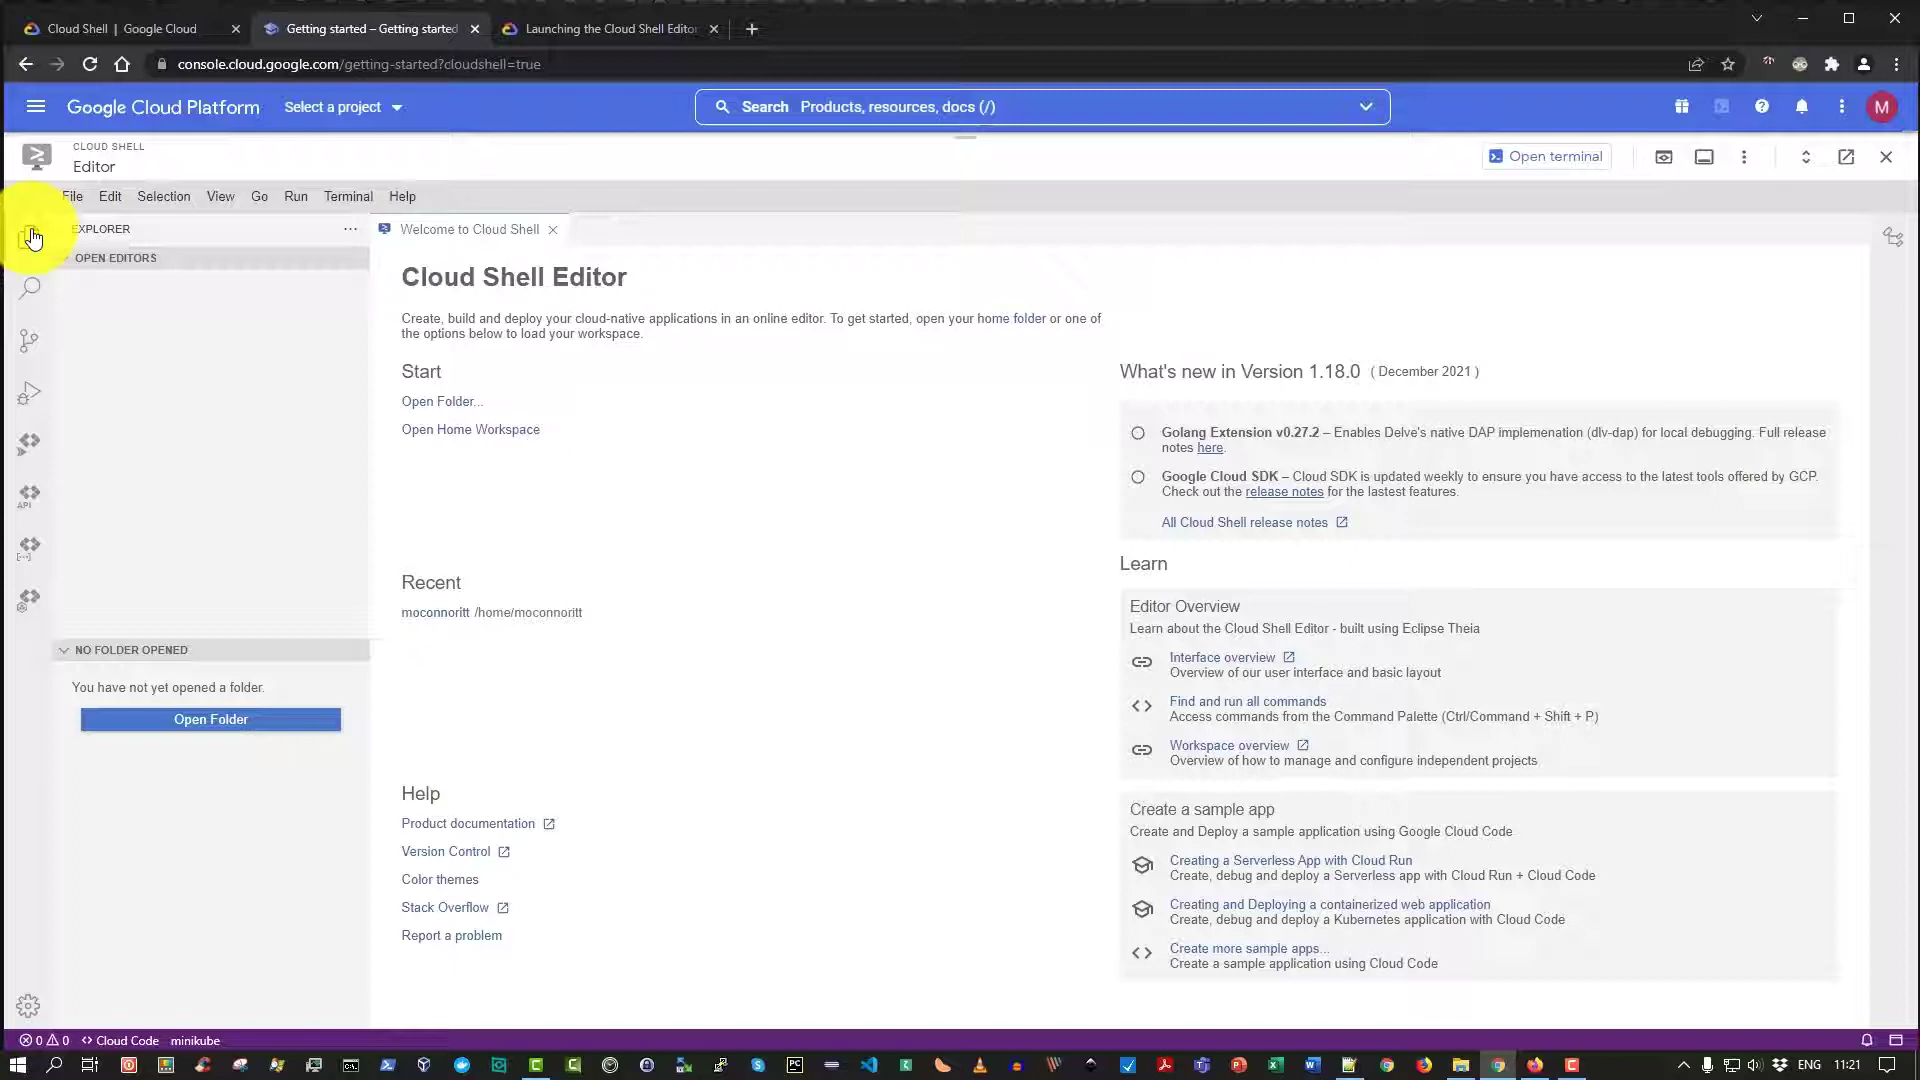 Cloud Shell | Google Cloud
Getting started – Getting started
Launching the Cloud Shell Editor
console.cloud.google.com/getting-started?cloudshell=true
Google Cloud Platform
Select a project
Search Products, resources, docs (/)
M
CLOUD SHELL
Editor
Open terminal
File Edit Selection View Go Run Terminal Help
EXPLORER
Welcome to Cloud Shell
OPEN EDITORS
Cloud Shell Editor
Create, build and deploy your cloud-native applications in an online editor. To get started, open your home folder or one of
the options below to load your workspace.
Start
Open Folder...
Open Home Workspace
Recent
moconnoritt /home/moconnoritt
Help
Product documentation
Version Control
Color themes
Stack Overflow
Report a problem
What's new in Version 1.18.0 ( December 2021 )
Golang Extension v0.27.2 – Enables Delve's native DAP implemenation (dlv-dap) for local debugging. Full release
notes here.
Google Cloud SDK – Cloud SDK is updated weekly to ensure you have access to the latest tools offered by GCP.
Check out the release notes for the lastest features.
All Cloud Shell release notes
Learn
Editor Overview
Learn about the Cloud Shell Editor - built using Eclipse Theia
Interface overview
Overview of our user interface and basic layout
Find and run all commands
Access commands from the Command Palette (Ctrl/Command + Shift + P)
Workspace overview
Overview of how to manage and configure independent projects
Create a sample app
Create and Deploy a sample application using Google Cloud Code
Creating a Serverless App with Cloud Run
Create, debug and deploy a Serverless app with Cloud Run + Cloud Code
Creating and Deploying a containerized web application
Create, debug and deploy a Kubernetes application with Cloud Code
Create more sample apps...
Create a sample application using Cloud Code
API
NO FOLDER OPENED
You have not yet opened a folder.
Open Folder
0 0 Cloud Code minikube
ENG 11:21